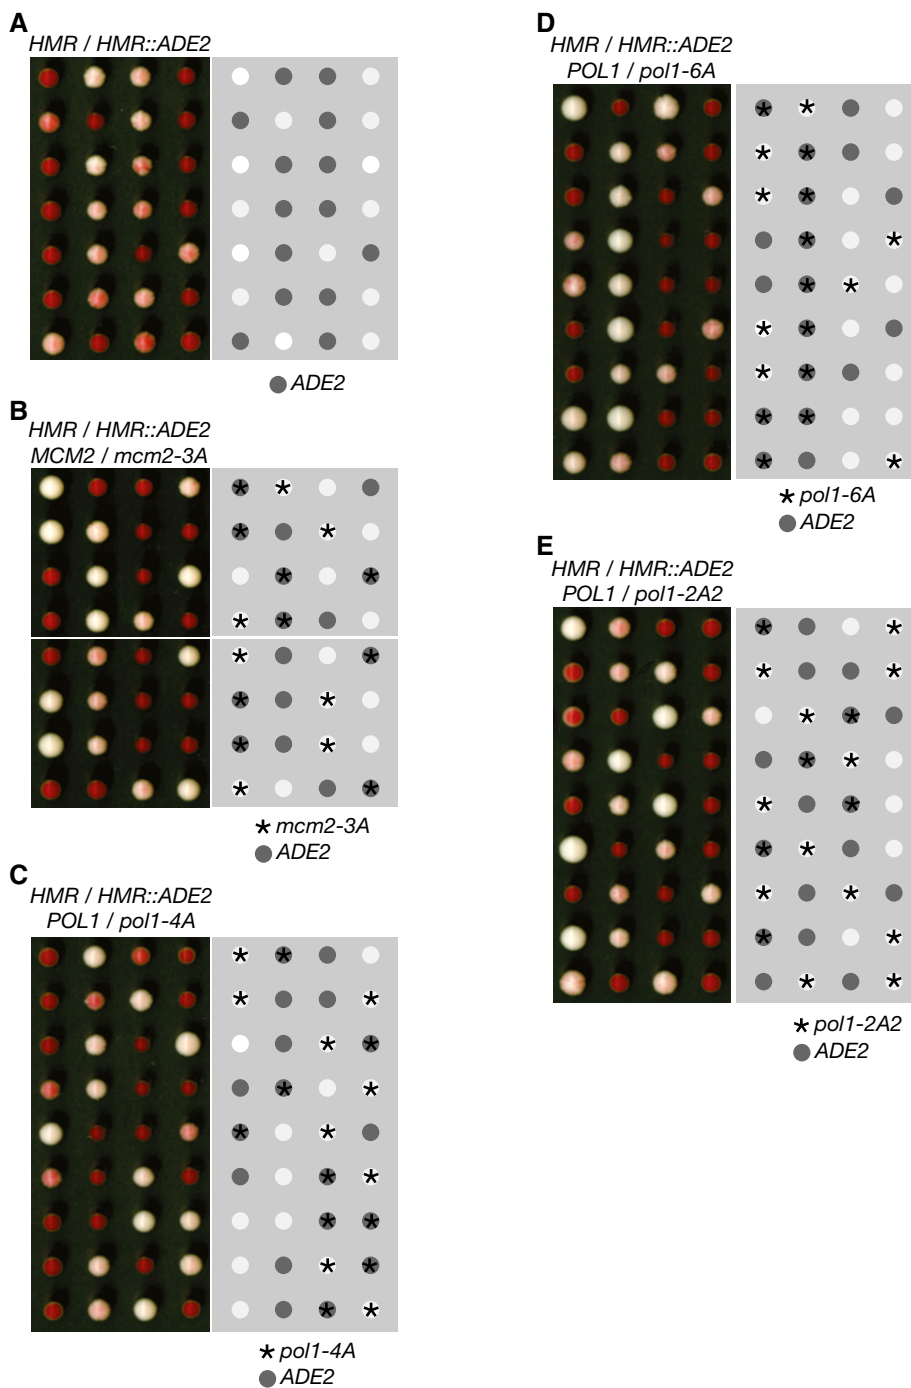 A
HMR / HMR::ADE2
ADE2
B
HMR / HMR::ADE2
MCM2 / mcm2-3A
* mcm2-3A
ADE2
C
HMR / HMR::ADE2
POL1 / pol1-4A
* pol1-4A
ADE2
D
HMR / HMR::ADE2
POL1 / pol1-6A
* pol1-6A
ADE2
E
HMR / HMR::ADE2
POL1 / pol1-2A2
* pol1-2A2
ADE2